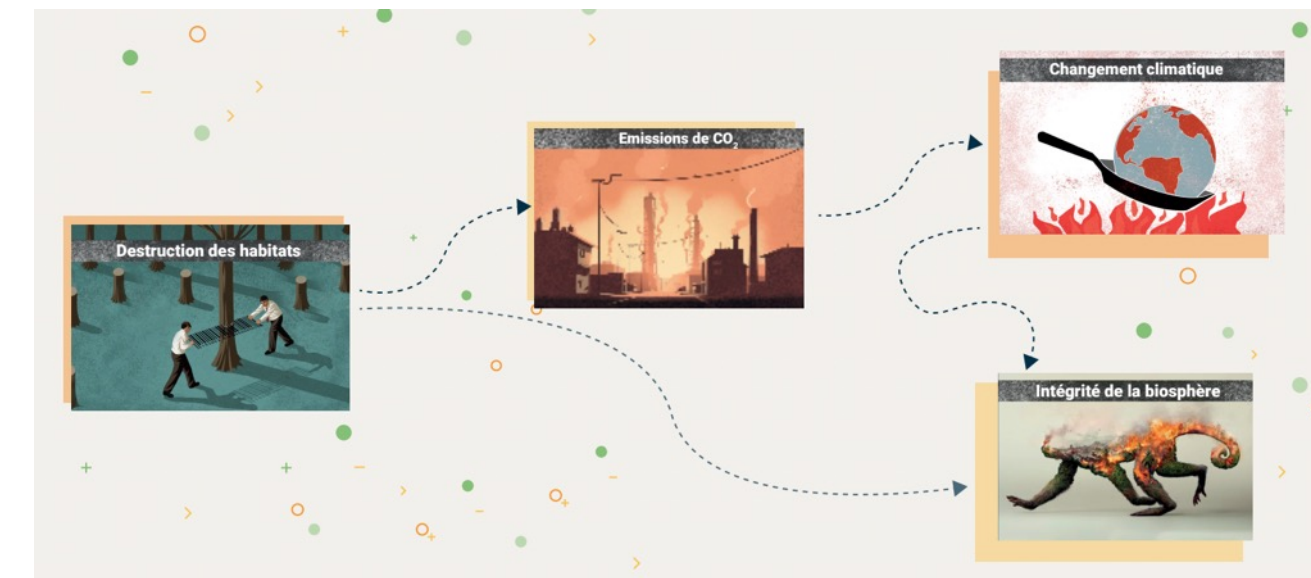 Changement climatique
Emissions de CO₂
Destruction des habitats
Intégrité de la biosphère